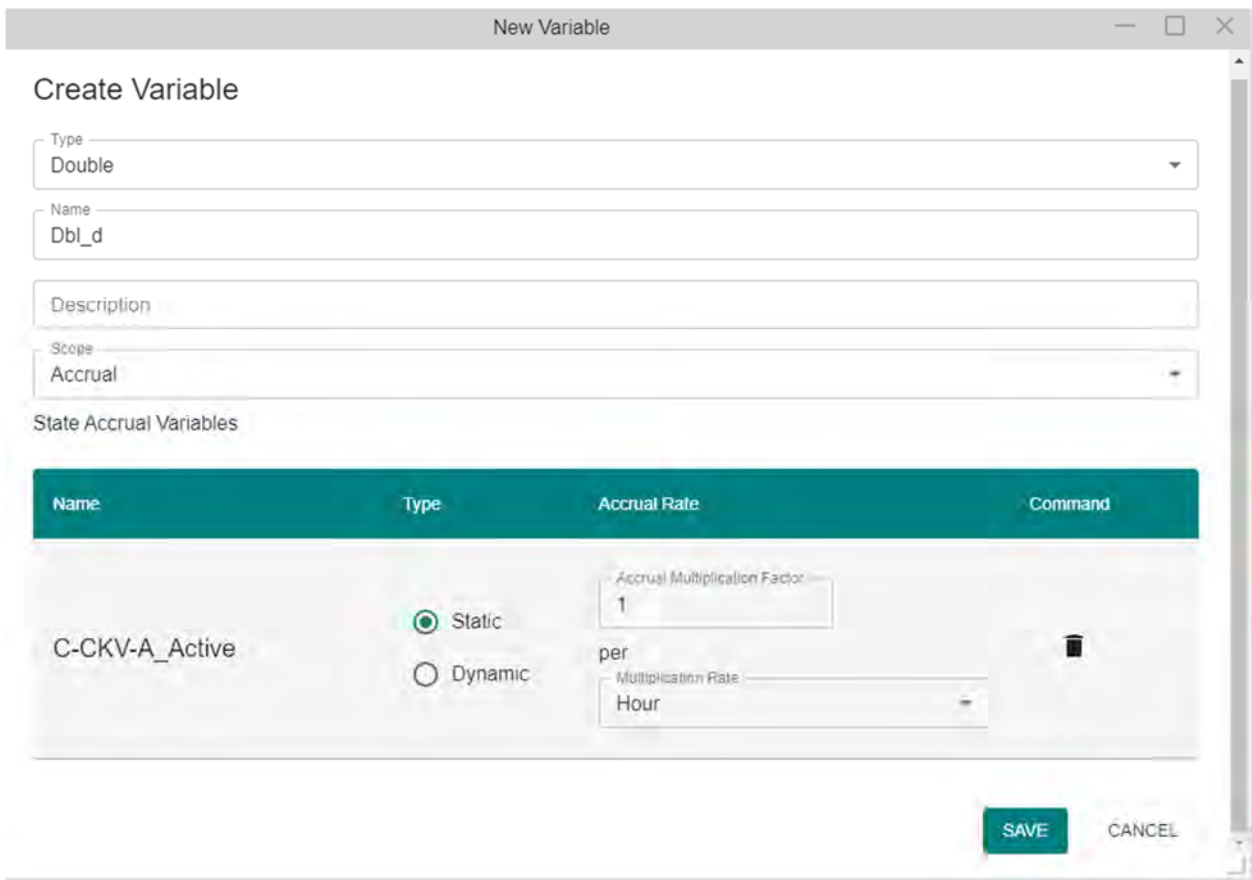 New Variable
Create Variable
Type
Double
Name
Dbl_d
Description
Scope
Accrual
State Accrual Variables
Name Type Accrual Rate Command
C-CKV-A_Active
Static
Dynamic
Accrual Multiplication Factor
1
per
Multiplication Rate
Hour
SAVE CANCEL